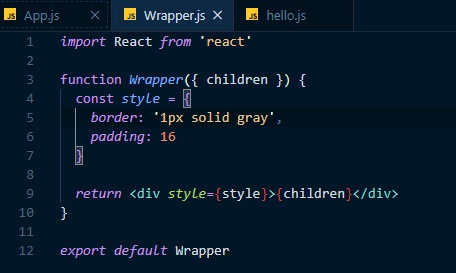 JS App.js × JS Wrapper.js × JS hello.js
1 import React from 'react'
2
3 function Wrapper({ children }) {
4   const style = {
5     border: '1px solid gray',
6     padding: 16
7   }
8
9   return <div style={style}>{children}</div>
10 }
11
12 export default Wrapper